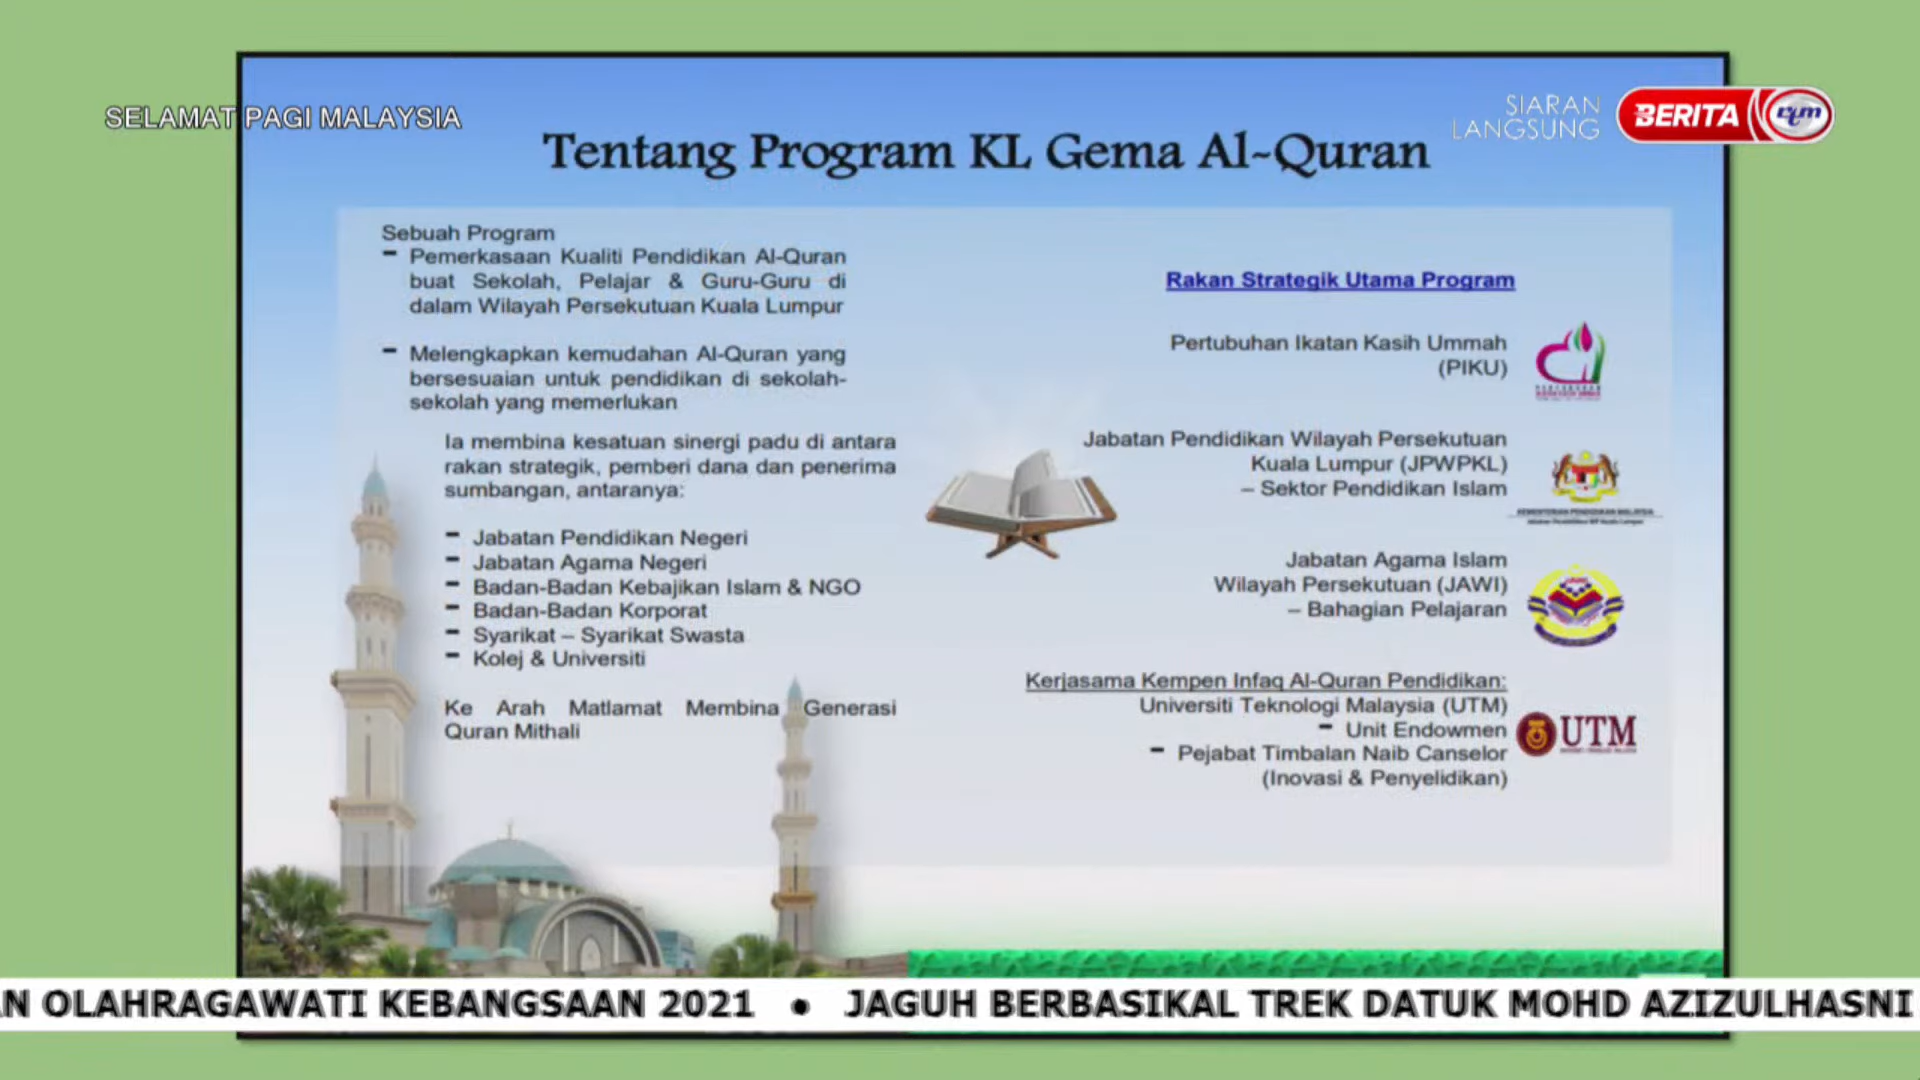 SELAMAT PAGI MALAYSIA
SIARAN
LANGSUNG
BERITA rtm
Tentang Program KL Gema Al-Quran
Sebuah Program
- Pemerkasaan Kualiti Pendidikan Al-Quran
buat Sekolah, Pelajar & Guru-Guru di
dalam Wilayah Persekutuan Kuala Lumpur
- Melengkapkan kemudahan Al-Quran yang
bersesuaian untuk pendidikan di sekolah-
sekolah yang memerlukan
Ia membina kesatuan sinergi padu di antara
rakan strategik, pemberi dana dan penerima
sumbangan, antaranya:
- Jabatan Pendidikan Negeri
- Jabatan Agama Negeri
- Badan-Badan Kebajikan Islam & NGO
- Badan-Badan Korporat
- Syarikat – Syarikat Swasta
- Kolej & Universiti
Ke Arah Matlamat Membina Generasi
Quran Mithali
Rakan Strategik Utama Program
Pertubuhan Ikatan Kasih Ummah
(PIKU)
Jabatan Pendidikan Wilayah Persekutuan
Kuala Lumpur (JPWPKL)
– Sektor Pendidikan Islam
KEMENTERIAN PENDIDIKAN MALAYSIA
Jabatan Agama Islam
Wilayah Persekutuan (JAWI)
– Bahagian Pelajaran
Kerjasama Kempen Infaq Al-Quran Pendidikan:
Universiti Teknologi Malaysia (UTM)
- Unit Endowmen
- Pejabat Timbalan Naib Canselor
(Inovasi & Penyelidikan)
UTM
AN OLAHRAGAWATI KEBANGSAAN 2021 • JAGUH BERBASIKAL TREK DATUK MOHD AZIZULHASNI